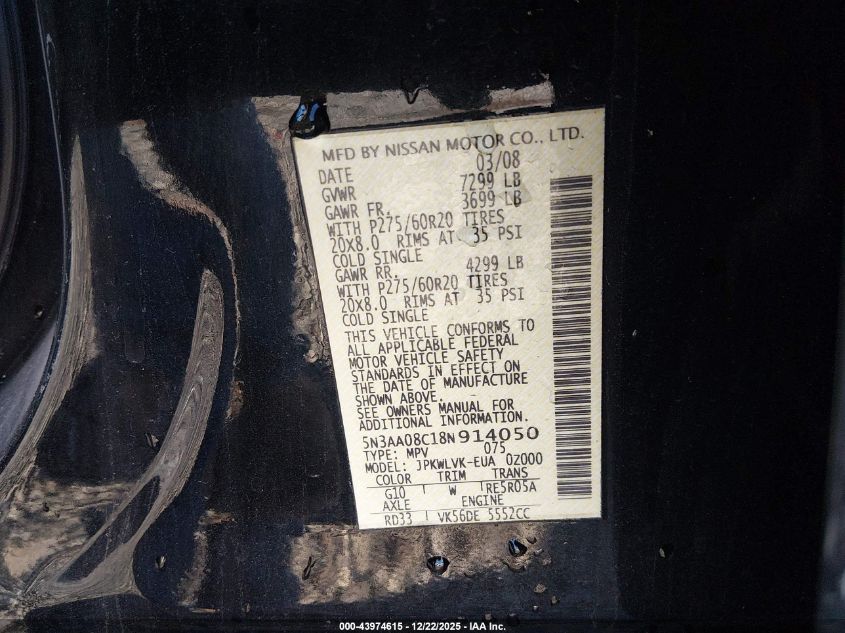 MFD BY NISSAN MOTOR CO., LTD.
DATE 03/08
GVWR 7299 LB
GAWR FR. 3699 LB
WITH P275/60R20 TIRES
20X8.0 RIMS AT 35 PSI
COLD SINGLE
GAWR RR. 4299 LB
WITH P275/60R20 TIRES
20X8.0 RIMS AT 35 PSI
COLD SINGLE
THIS VEHICLE CONFORMS TO
ALL APPLICABLE FEDERAL
MOTOR VEHICLE SAFETY
STANDARDS IN EFFECT ON
THE DATE OF MANUFACTURE
SHOWN ABOVE.
SEE OWNERS MANUAL FOR
ADDITIONAL INFORMATION.
5N3AA08C18N914050
TYPE: MPV 075
MODEL: JPKWLVK-EUA 0Z000
COLOR TRIM TRANS
G10 W RE5R05A
AXLE ENGINE
RD33 VK56DE 5552CC
000-43974615 - 12/22/2025 - IAA Inc.